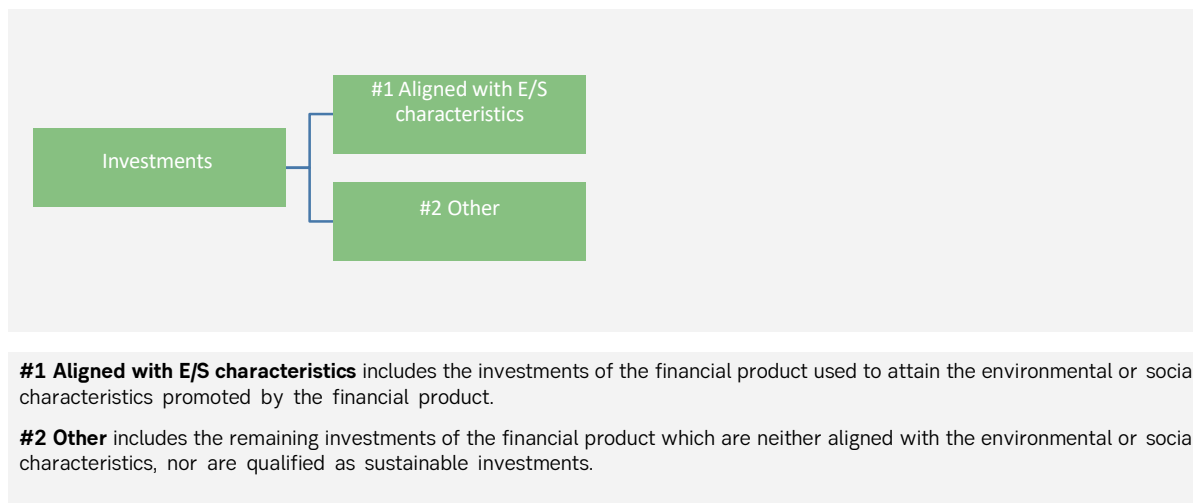 #1 Aligned with E/S
characteristics
Investments
#2 Other
#1 Aligned with E/S characteristics includes the investments of the financial product used to attain the environmental or socia
characteristics promoted by the financial product.
#2 Other includes the remaining investments of the financial product which are neither aligned with the environmental or socia
characteristics, nor are qualified as sustainable investments.